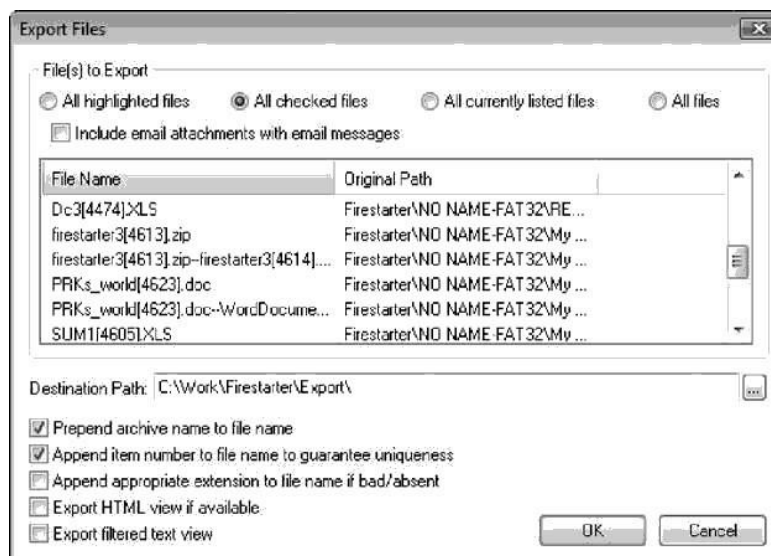 Export Files
File(s) to Export
All highlighted files All checked files All currently listed files All files
Include email attachments with email messages
File Name Original Path
Dc3[4474].XLS Firestarter\NO NAME-FAT32\RE...
firestarter3[4613].zip Firestarter\NO NAME-FAT32\My ...
firestarter3[4613].zip--firestarter3[4614].... Firestarter\NO NAME-FAT32\My ...
PRKs_world[4623].doc Firestarter\NO NAME-FAT32\My ...
PRKs_world[4623].doc--WordDocume... Firestarter\NO NAME-FAT32\My ...
SUM1[4605].XLS Firestarter\NO NAME-FAT32\My ...
Destination Path: C:\Work\Firestarter\Export\ ...
Prepend archive name to file name
Append item number to file name to guarantee uniqueness
Append appropriate extension to file name if bad/absent
Export HTML view if available
Export filtered text view
OK Cancel